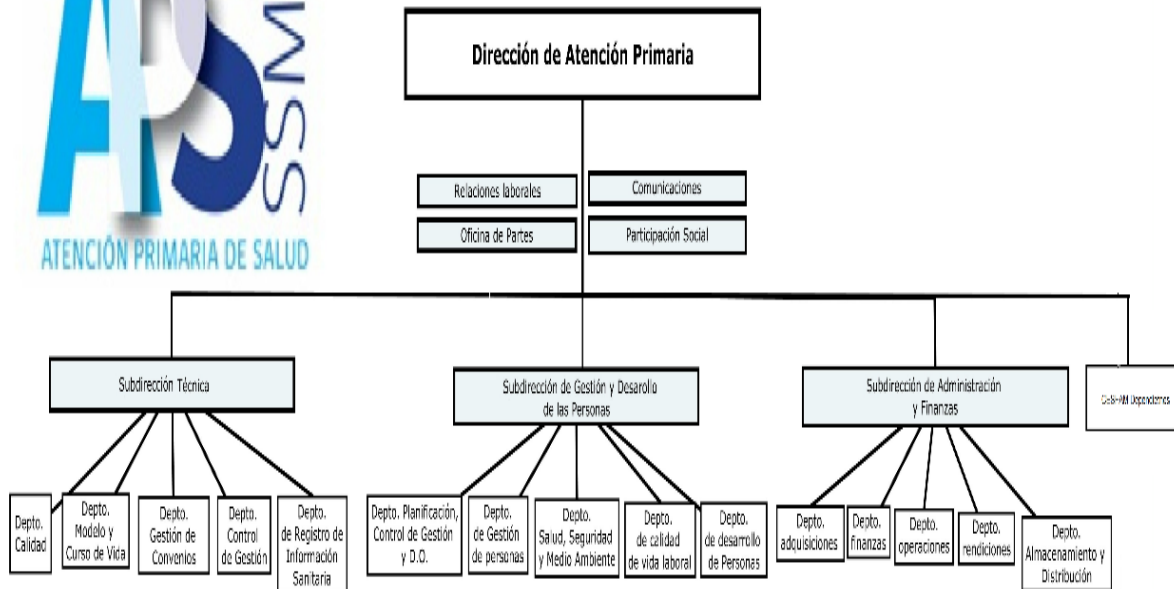 APS
SSM
ATENCIÓN PRIMARIA DE SALUD
Dirección de Atención Primaria
Relaciones laborales
Comunicaciones
Oficina de Partes
Participación Social
Subdirección Técnica
Subdirección de Gestión y Desarollo
de las Personas
Subdirección de Administración
y Finanzas
Depto.
Calidad
Depto.
Modelo y
Curso de Vida
Depto.
Gestión de
Convenios
Depto.
Control
de Gestión
Depto.
de Registro de
Información
Sanitaria
Depto. Planificación,
Control de Gestión
y D.O.
Depto.
de Gestión
de personas
Depto.
Salud, Seguridad
y Medio Ambiente
Depto.
de calidad
de vida laboral
Depto.
de desarrollo
de Personas
Depto.
adquisiciones
Depto.
finanzas
Depto.
operaciones
Depto.
rendiciones
Depto.
Almacenamiento y
Distribución